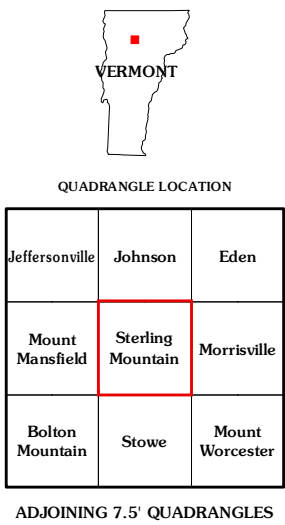 VERMONT
QUADRANGLE LOCATION
Jeffersonville
Johnson
Eden
Mount
Mansfield
Sterling
Mountain
Morrisville
Bolton
Mountain
Stowe
Mount
Worcester
ADJOINING 7.5' QUADRANGLES